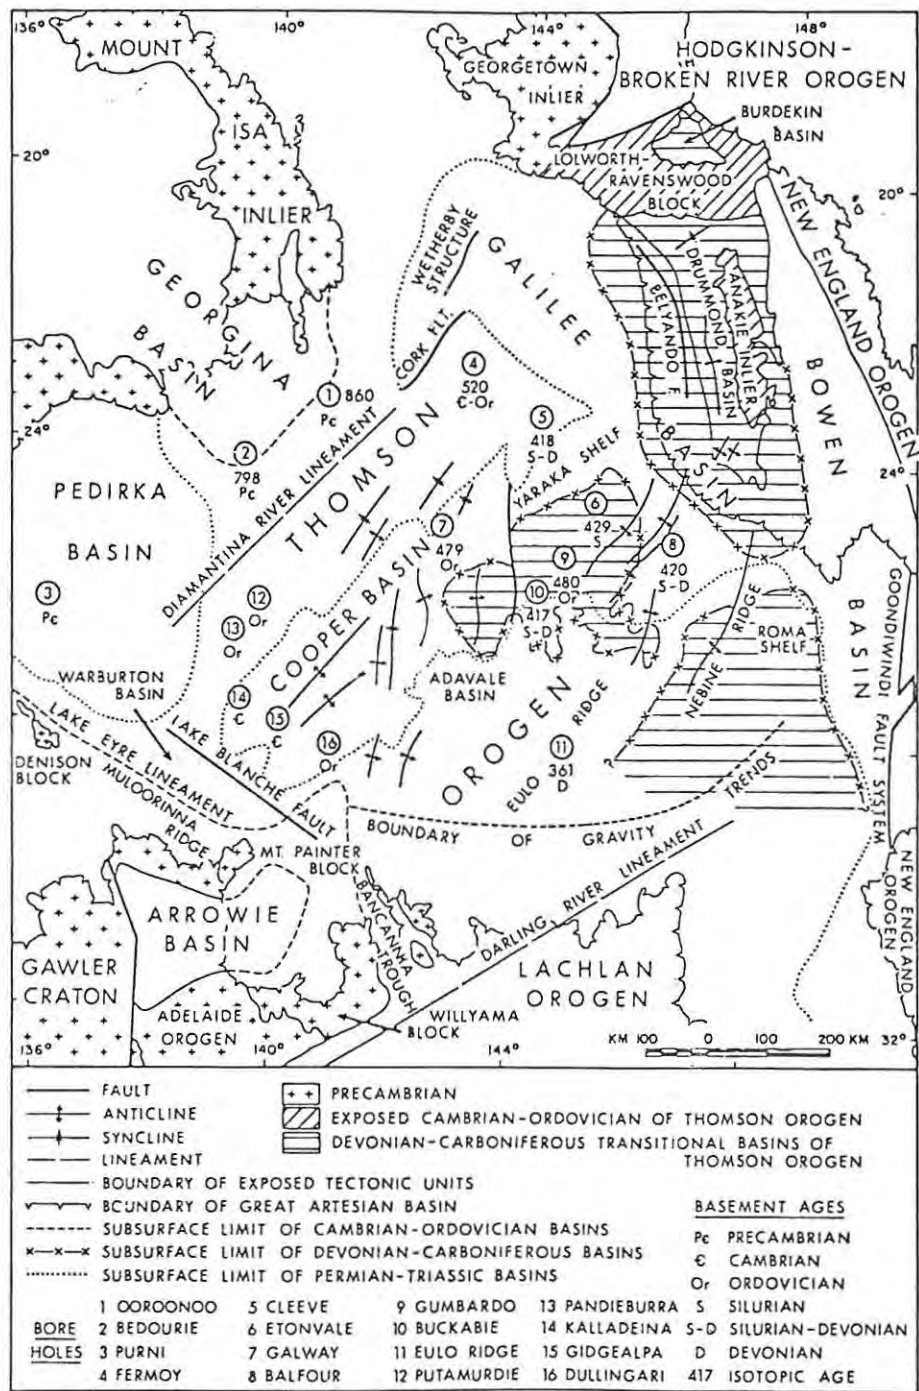 136° 140° 144° 148°
MOUNT
ISA
INLIER
GEORGETOWN
INLIER
HODGKINSON-
BROKEN RIVER OROGEN
BURDEKIN
BASIN
20°
LOLWORTH-
RAVENSWOOD
BLOCK
20°
NEW ENGLAND OROGEN
WETHERBY
STRUCTURE
GALILEE
BASIN
DRUMMOND
BASIN
BELYANDO F.
ANAKIE INLIER
BOWEN
BASIN
GEORGINA
BASIN
CORK FLT.
4
520
Є-Or
1 860
Pc
5
418
S-D
24°
24°
2
798
Pc
DIAMANTINA RIVER LINEAMENT
THOMSON
OROGEN
YARAKA SHELF
PEDIRKA
BASIN
6
429
S
7
479
Or
9
480
Or
8
420
S-D
3
Pc
12
Or
10
417
S-D
13
Or
COOPER BASIN
ADAVALE
BASIN
NEBINE RIDGE
ROMA
SHELF
GOONDIWINDI FAULT SYSTEM
WARBURTON
BASIN
14
Є
15
Є
16
Or
EULO RIDGE
11
361
D
?
LAKE EYRE LINEAMENT
LAKE BLANCHE FAULT
DENISON
BLOCK
MULOORINNA
RIDGE
BOUNDARY OF GRAVITY TRENDS
MT. PAINTER
BLOCK
DARLING RIVER LINEAMENT
NEW ENGLAND
OROGEN
ARROWIE
BASIN
BANCANNIA
TROUGH
GAWLER
CRATON
LACHLAN
OROGEN
ADELAIDE
OROGEN
WILLYAMA
BLOCK
KM 100 0 100 200 KM
32°
136° 140° 144°
FAULT
ANTICLINE
SYNCLINE
LINEAMENT
BOUNDARY OF EXPOSED TECTONIC UNITS
BOUNDARY OF GREAT ARTESIAN BASIN
SUBSURFACE LIMIT OF CAMBRIAN-ORDOVICIAN BASINS
SUBSURFACE LIMIT OF DEVONIAN-CARBONIFEROUS BASINS
SUBSURFACE LIMIT OF PERMIAN-TRIASSIC BASINS
PRECAMBRIAN
EXPOSED CAMBRIAN-ORDOVICIAN OF THOMSON OROGEN
DEVONIAN-CARBONIFEROUS TRANSITIONAL BASINS OF
THOMSON OROGEN
BASEMENT AGES
Pc PRECAMBRIAN
Є CAMBRIAN
Or ORDOVICIAN
S SILURIAN
S-D SILURIAN-DEVONIAN
D DEVONIAN
417 ISOTOPIC AGE
BORE
HOLES
1 OOROONOO
2 BEDOURIE
3 PURNI
4 FERMOY
5 CLEEVE
6 ETONVALE
7 GALWAY
8 BALFOUR
9 GUMBARDO
10 BUCKABIE
11 EULO RIDGE
12 PUTAMURDIE
13 PANDIEBURRA
14 KALLADEINA
15 GIDGEALPA
16 DULLINGARI